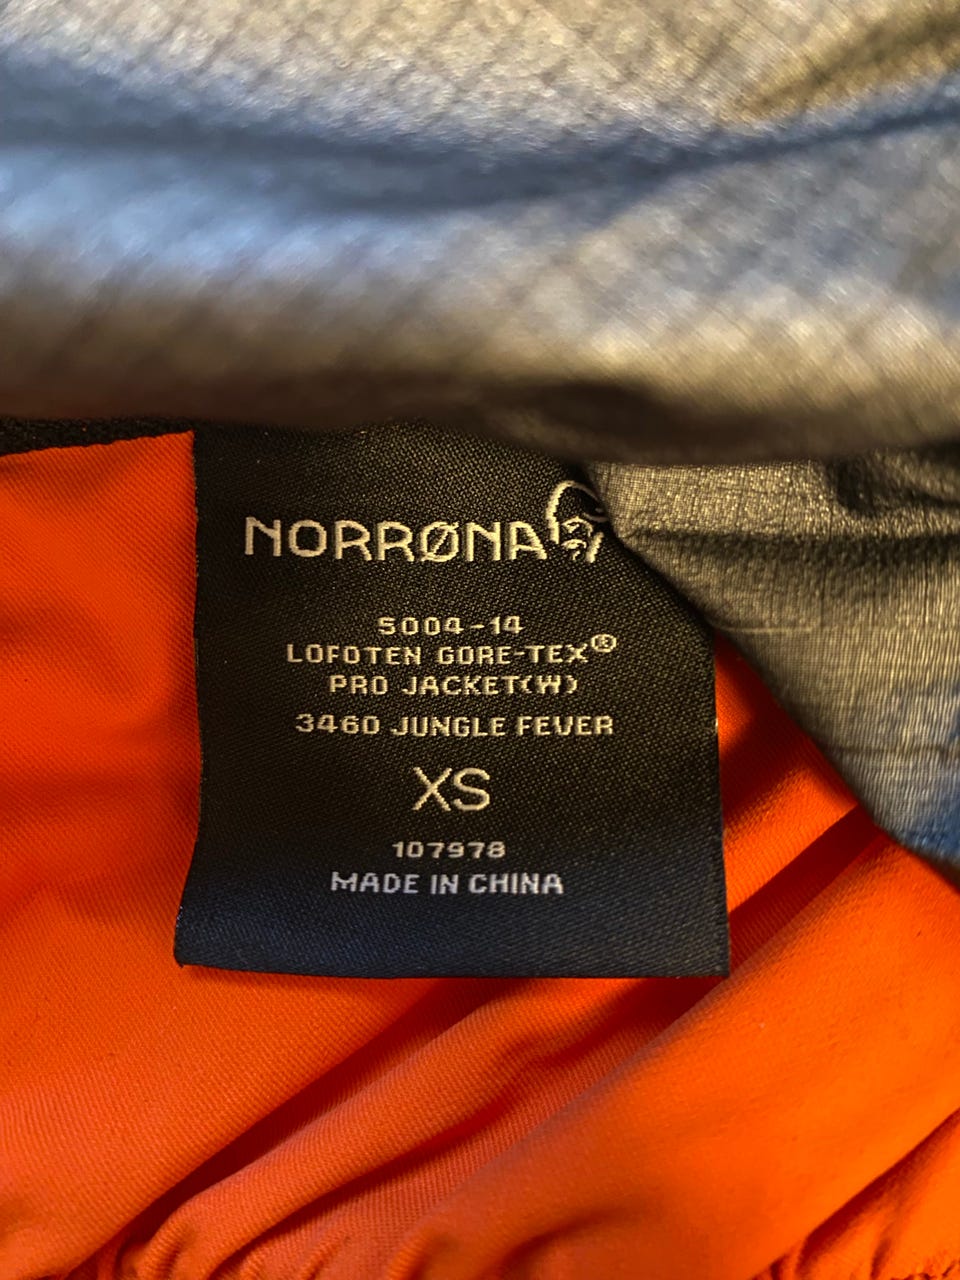 NORRØNA
5004-14
LOFOTEN GORE-TEX®
PRO JACKET(W)
3460 JUNGLE FEVER
XS
107978
MADE IN CHINA